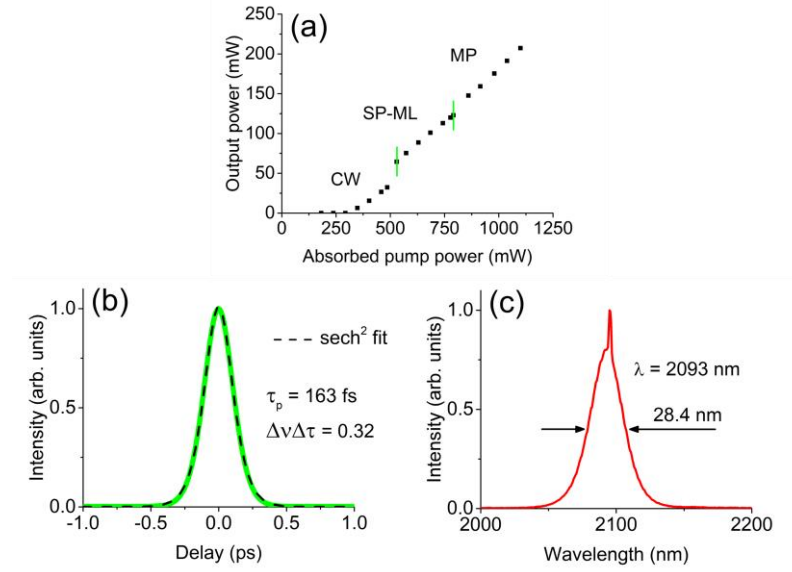 (a)
MP
SP-ML
CW
Output power (mW)
250
200
150
100
50
0
0 250 500 750 1000 1250
Absorbed pump power (mW)
(b)
sech² fit
τp = 163 fs
ΔνΔτ = 0.32
Intensity (arb. units)
1.0
0.5
0.0
-1.0 -0.5 0.0 0.5 1.0
Delay (ps)
(c)
λ = 2093 nm
28.4 nm
Intensity (arb. units)
1.0
0.5
0.0
2000 2100 2200
Wavelength (nm)